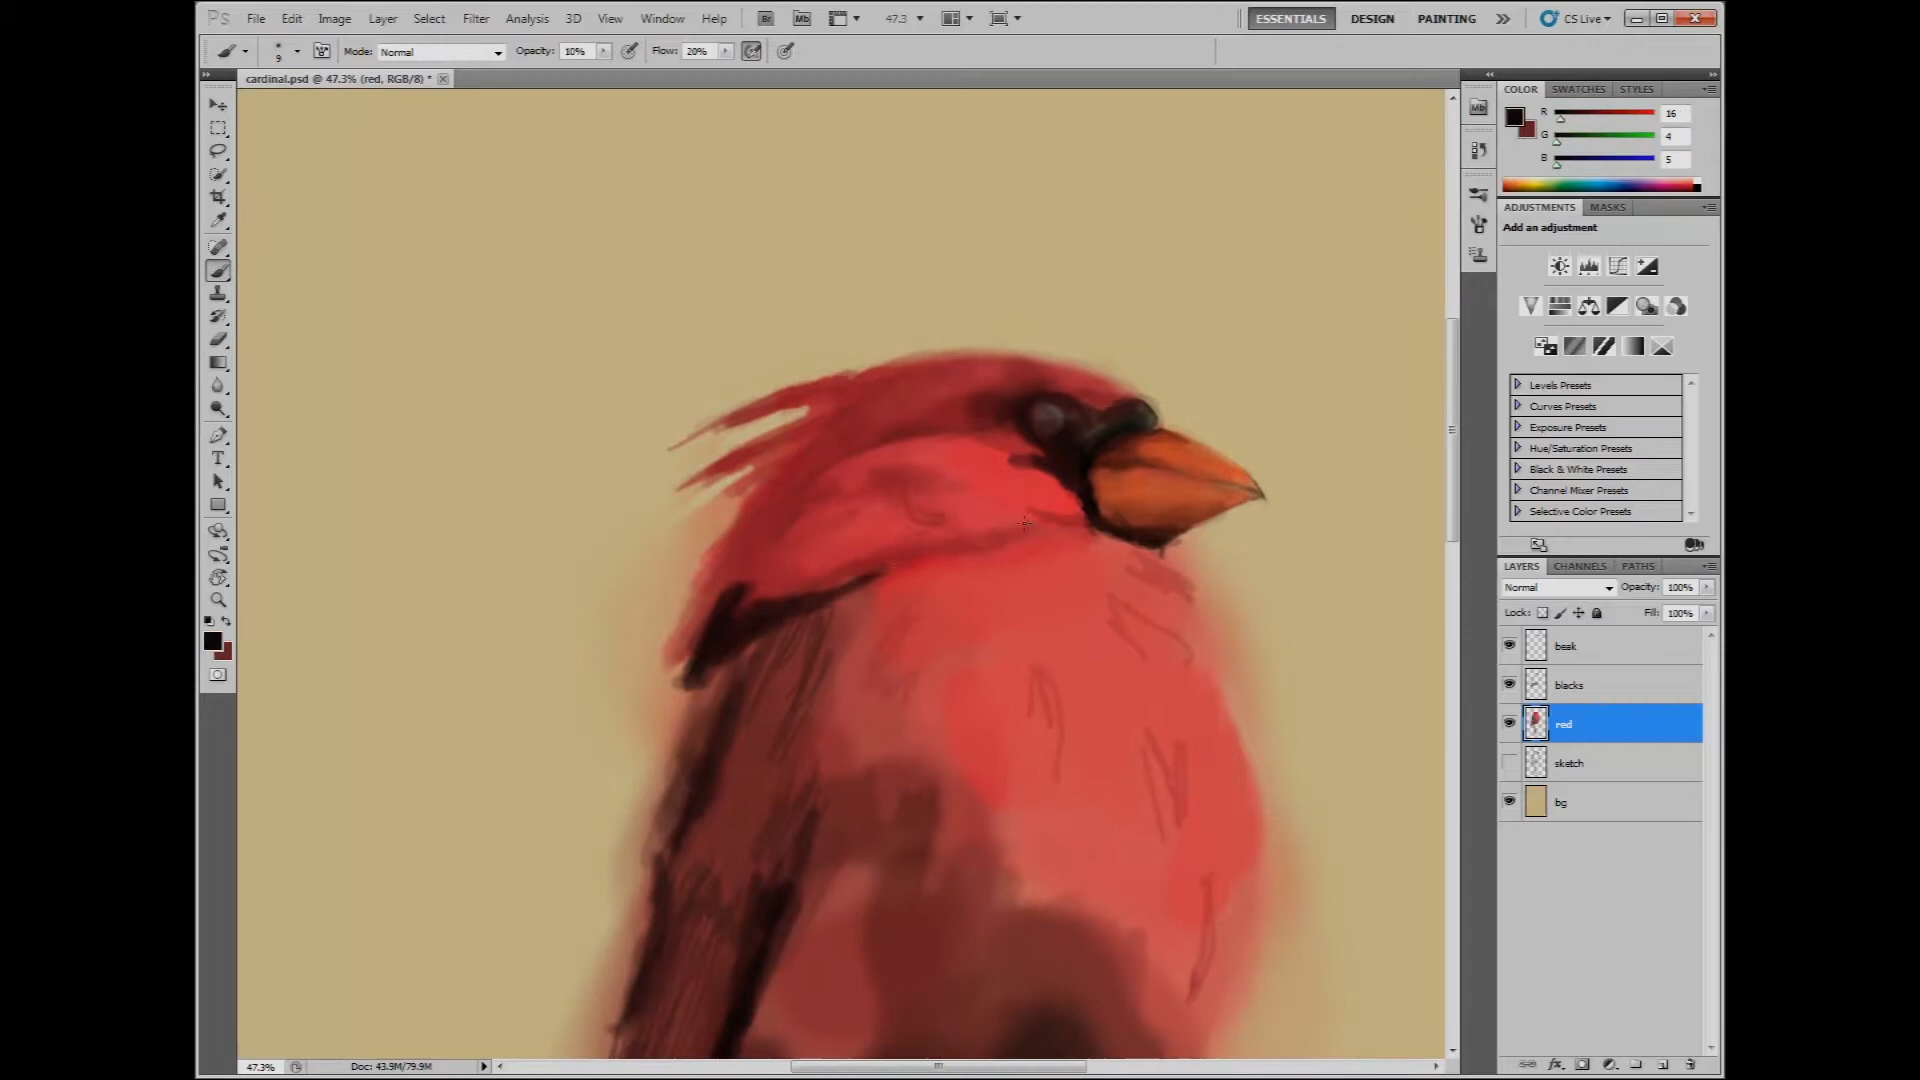 Ps File Edit Image Layer Select Filter Analysis 3D View Window Help Br Mb 47.3 ESSENTIALS DESIGN PAINTING CS Live
9 Mode: Normal Opacity: 10% Flow: 20%
cardinal.psd @ 47.3% (red, RGB/8) *
COLOR SWATCHES STYLES
R 16
G 4
B 5
Mb
ADJUSTMENTS MASKS
Add an adjustment
Levels Presets
Curves Presets
Exposure Presets
Hue/Saturation Presets
Black & White Presets
Channel Mixer Presets
Selective Color Presets
LAYERS CHANNELS PATHS
Normal Opacity: 100%
Lock: Fill: 100%
beak
blacks
red
sketch
bg
47.3% Doc: 43.9M/79.9M